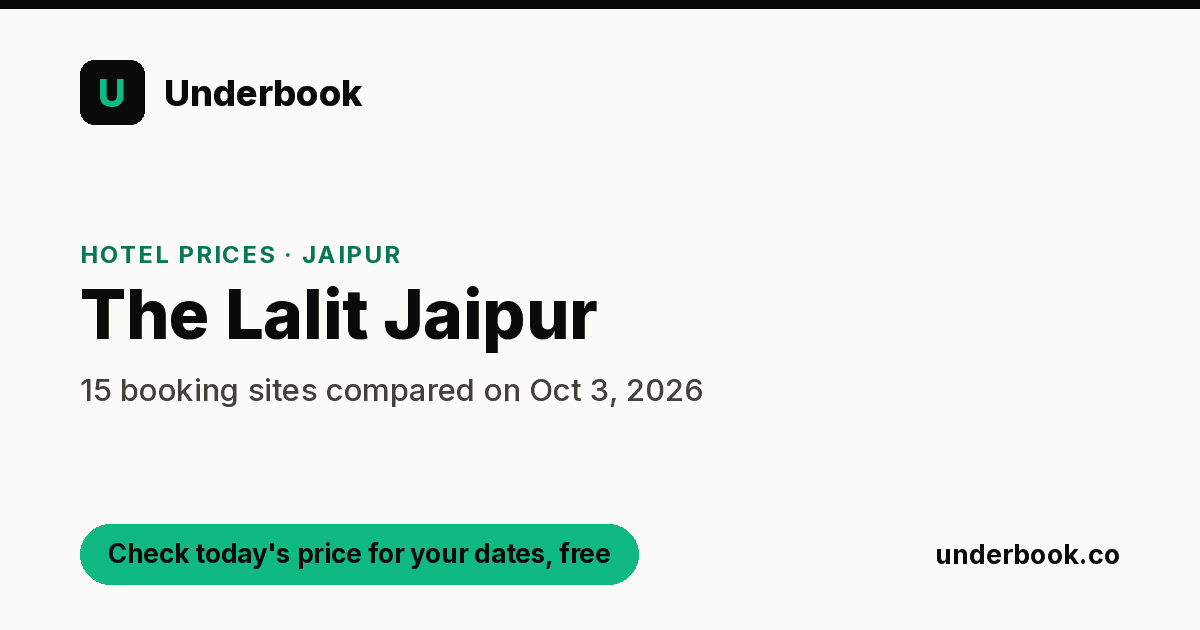 U Underbook
HOTEL PRICES · JAIPUR
The Lalit Jaipur
15 booking sites compared on Oct 3, 2026
Check today's price for your dates, free
underbook.co